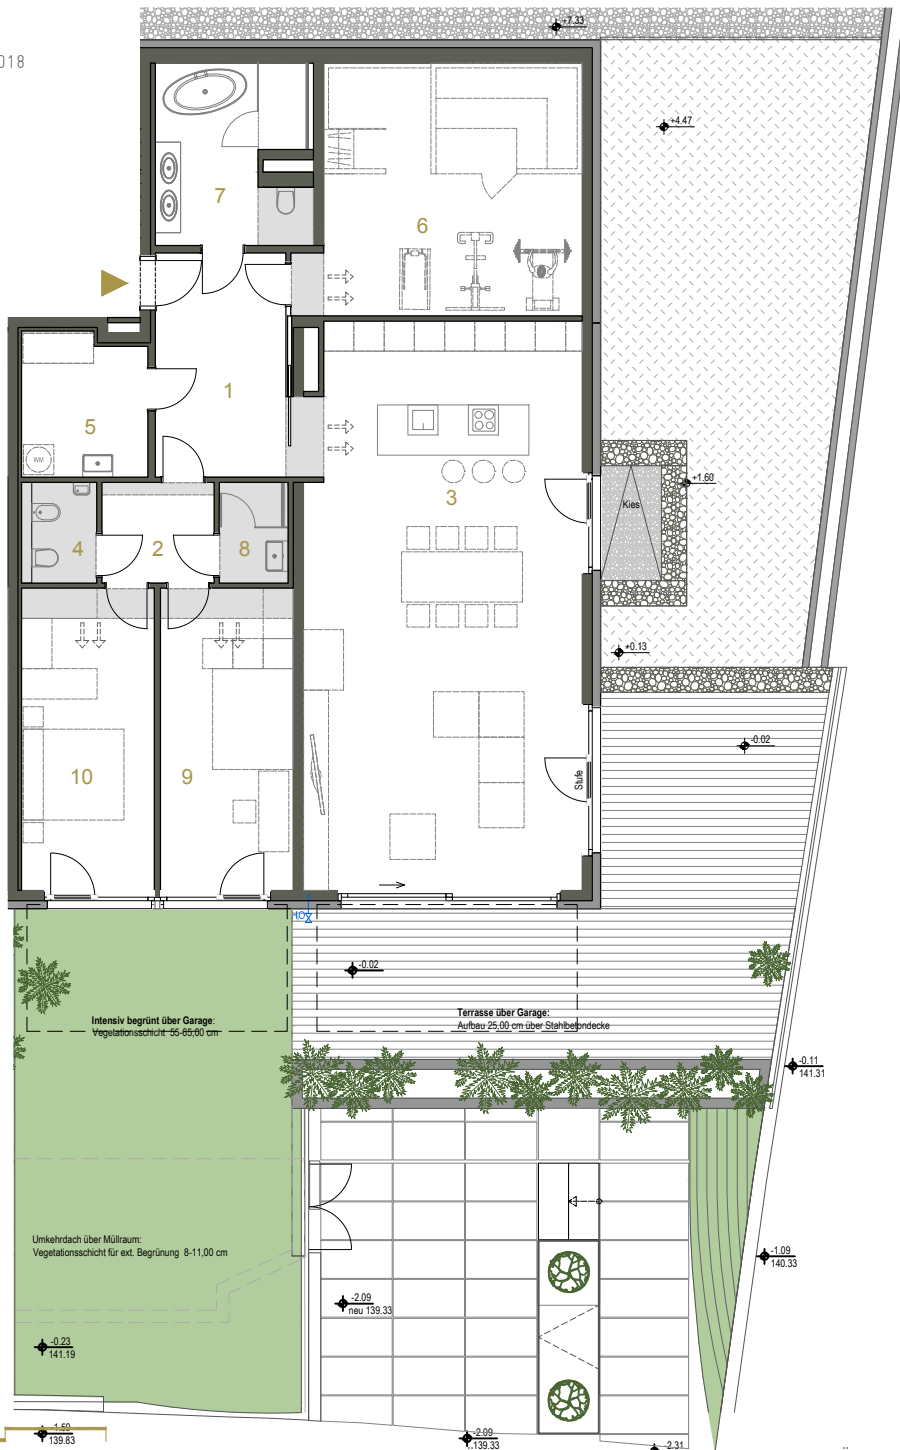 018
+7.33
+4.47
7
6
1
5
WM
3
+1.60
Kies
4
2
8
+0.13
-0.02
10
9
Stufe
-0.02
Intensiv begrünt über Garage:
Vegetationsschicht 55-65,00 cm
Terrasse über Garage:
Aufbau 25,00 cm über Stahlbetondecke
-0.11
141.31
Umkehrdach über Müllraum:
Vegetationsschicht für ext. Begrünung 8-11,00 cm
-1.09
140.33
-2.09
neu 139.33
-0.23
141.19
-1.59
139.83
-2.09
139.33
-2.31